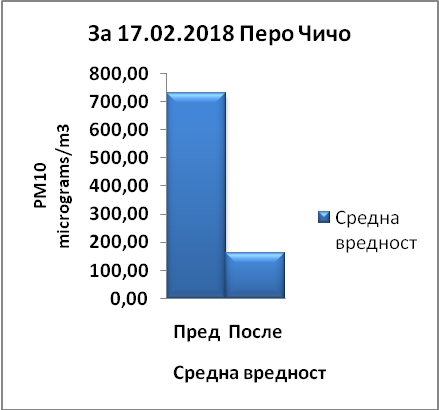 За 17.02.2018 Перо Чичо
800,00
700,00
600,00
500,00
400,00
300,00
200,00
100,00
0,00
PM10
micrograms/m3
Пред После
Средна вредност
Средна
вредност